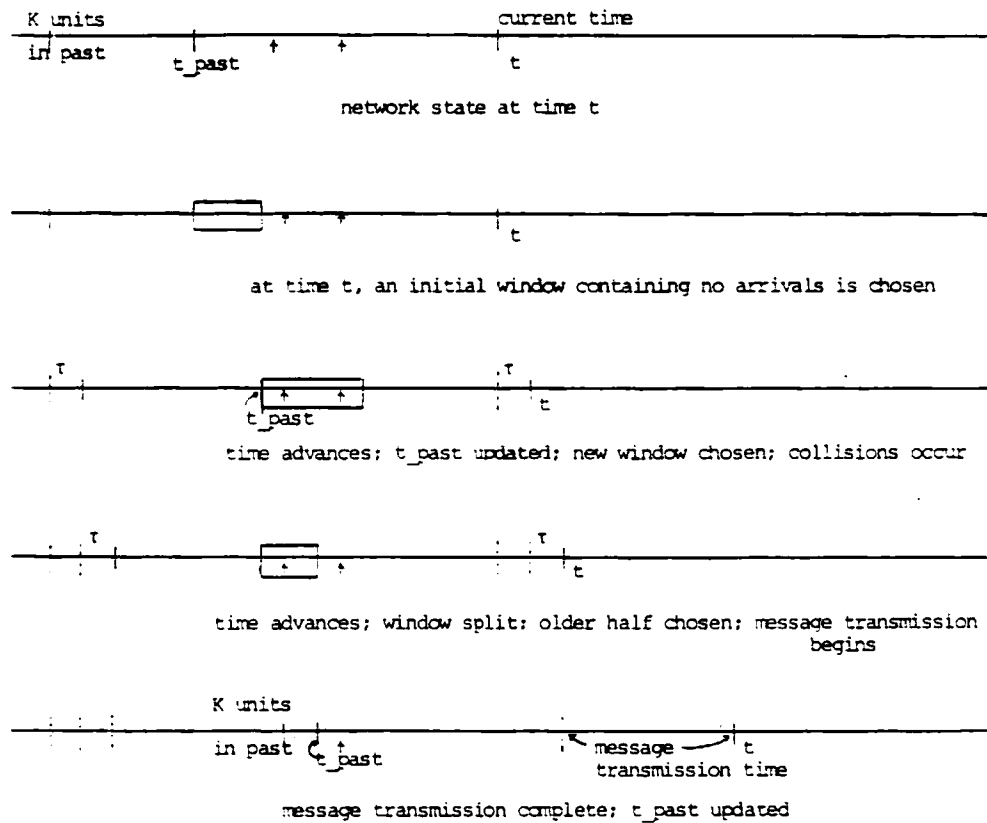 K units
current time
in past
t_past
t
network state at time t
t
at time t, an initial window containing no arrivals is chosen
τ
τ
t_past
t
time advances; t_past updated; new window chosen; collisions occur
τ
τ
t
time advances; window split; older half chosen; message transmission
begins
K units
in past
t_past
message
t
transmission time
message transmission complete; t_past updated